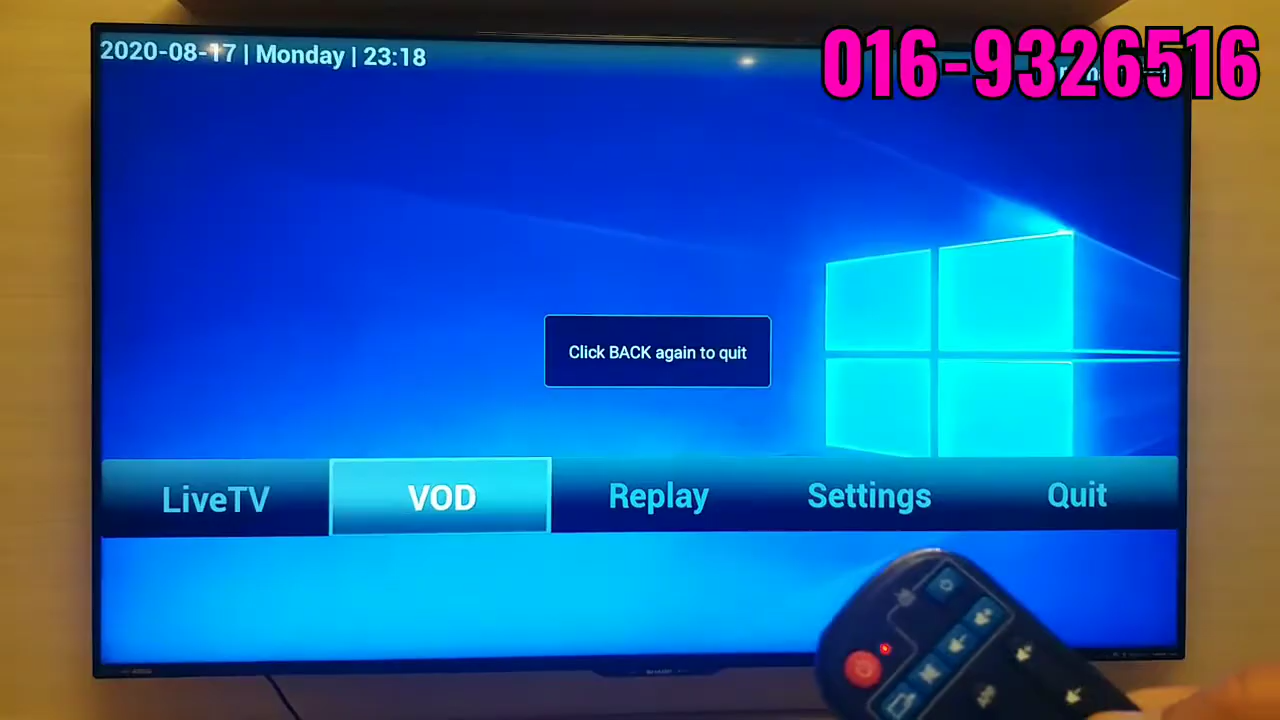 2020-08-17 | Monday | 23:18
016-9326516
Click BACK again to quit
LiveTV
VOD
Replay
Settings
Quit